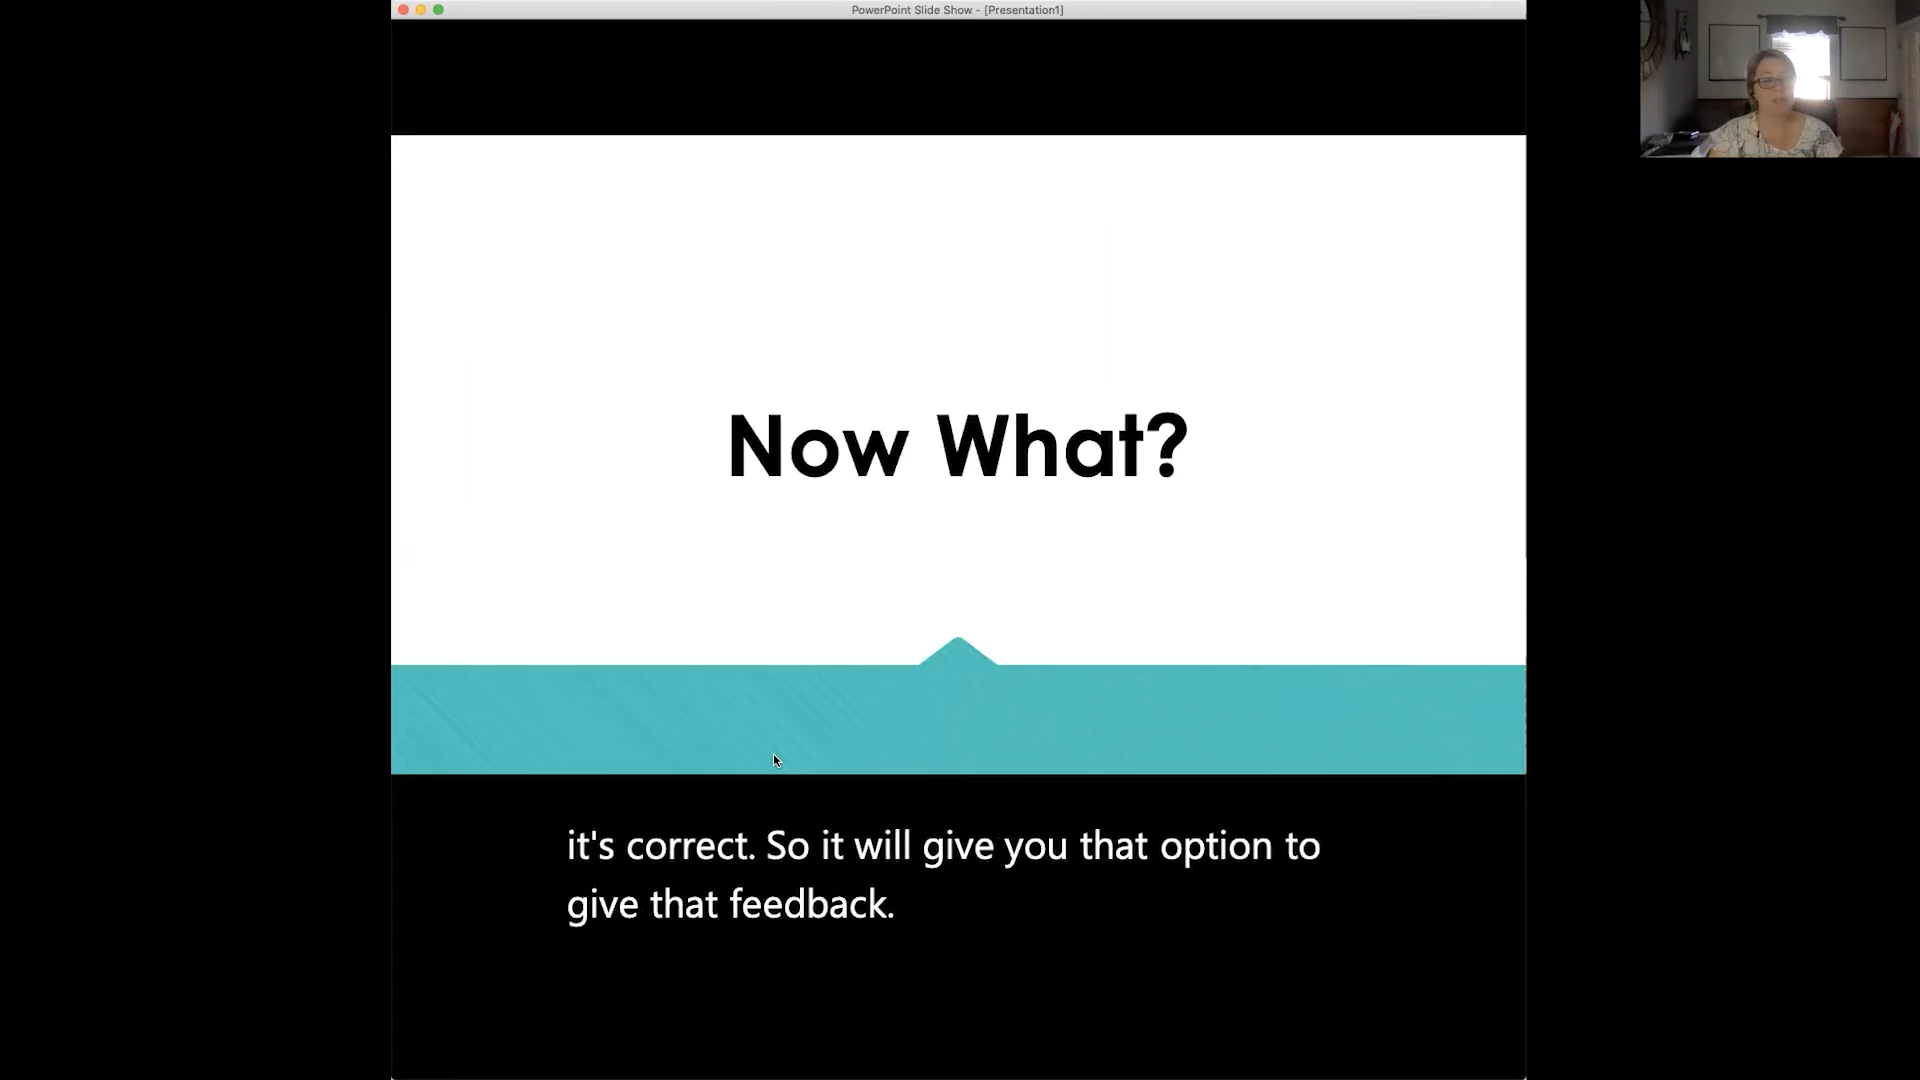 PowerPoint Slide Show - [Presentation1]
Now What?
it's correct. So it will give you that option to
give that feedback.